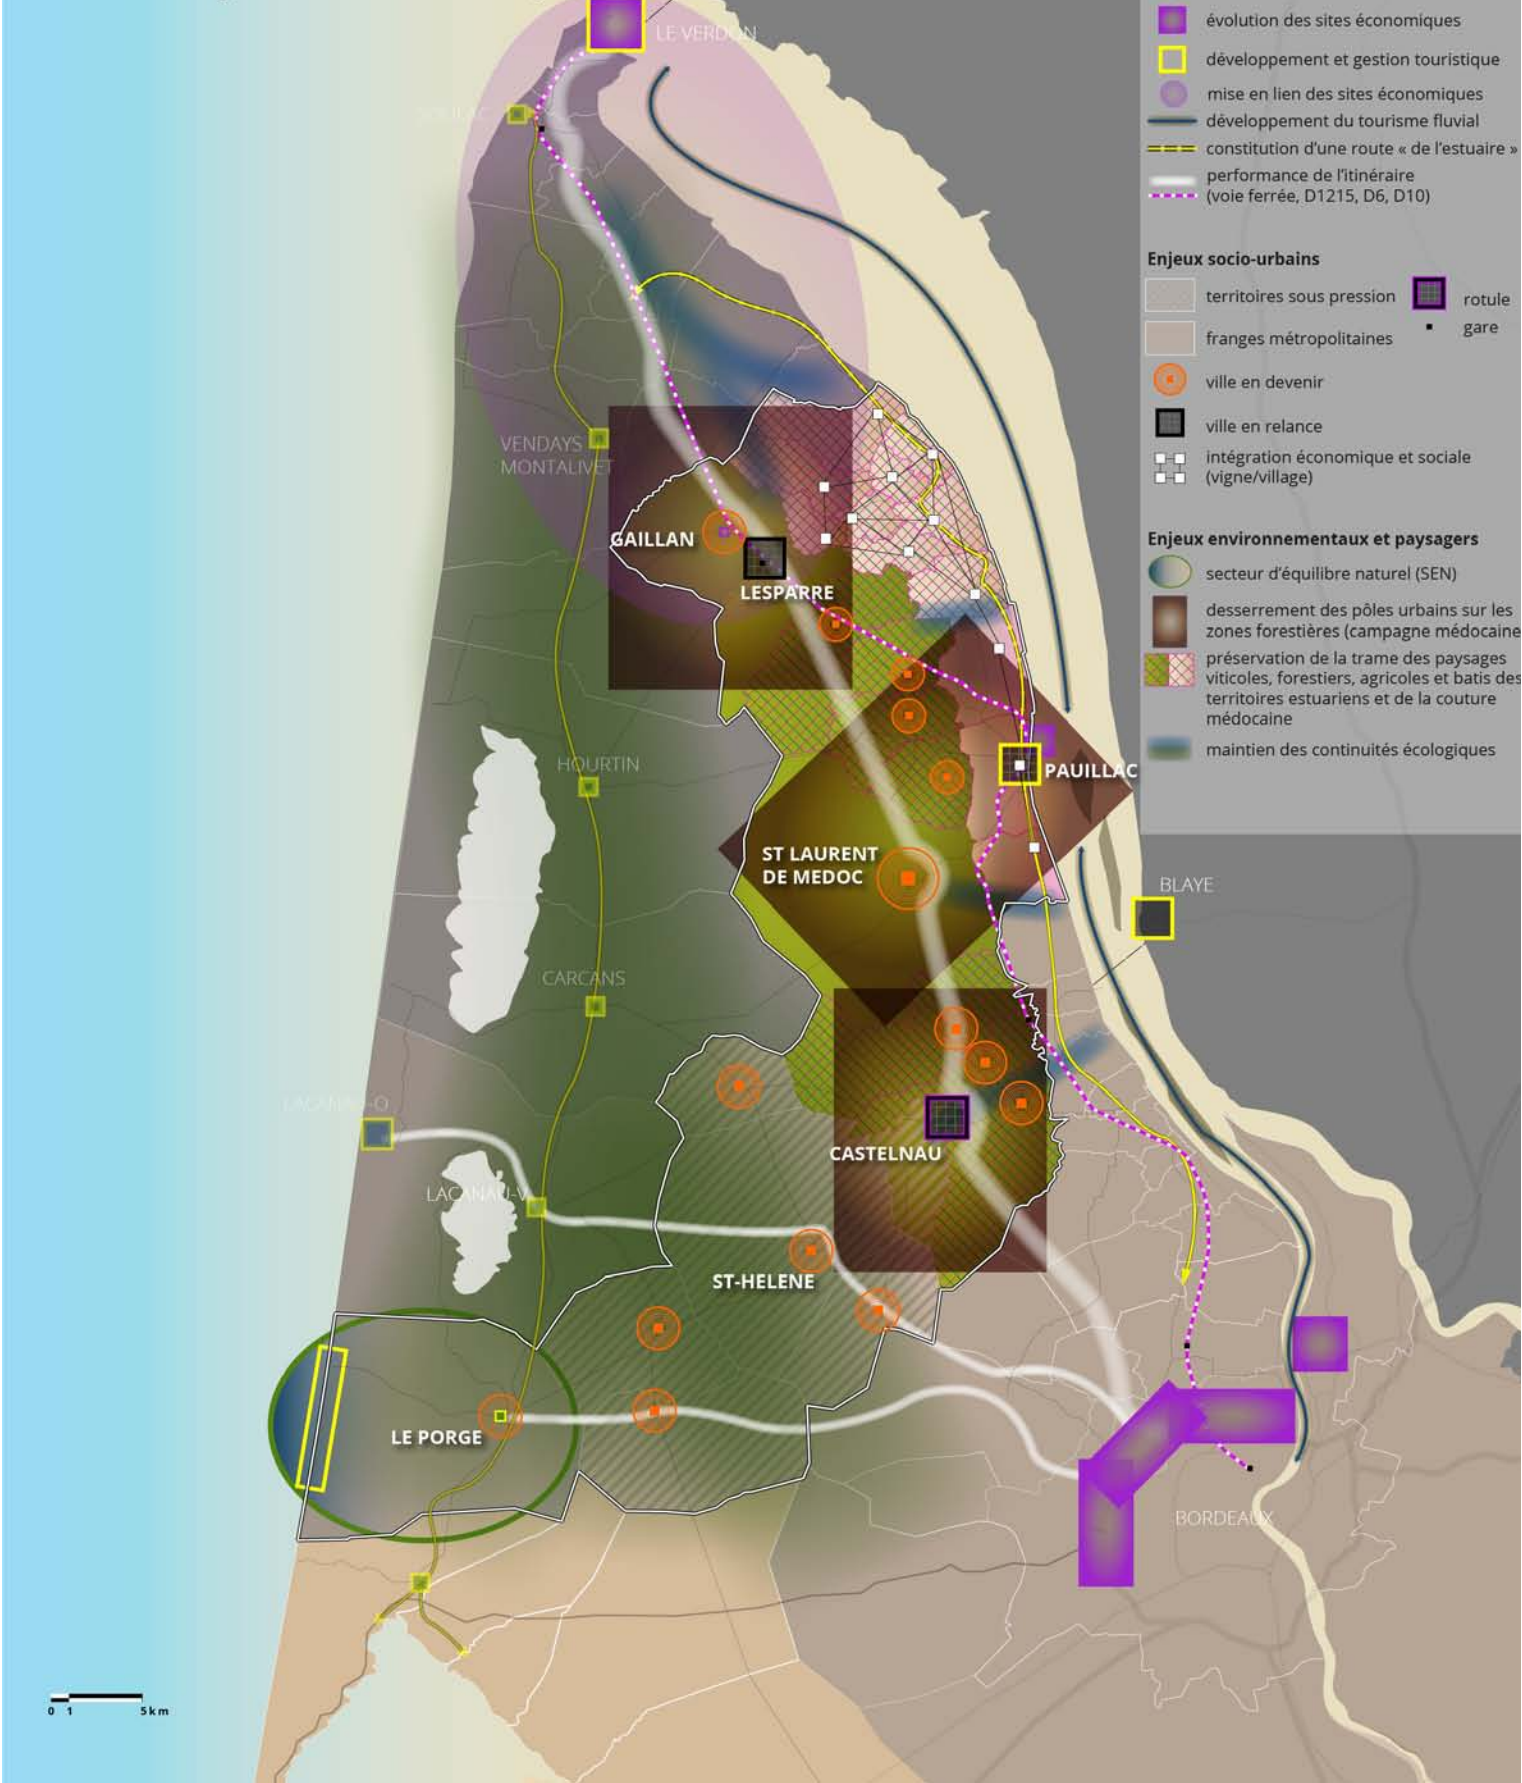 évolution des sites économiques
développement et gestion touristique
mise en lien des sites économiques
développement du tourisme fluvial
constitution d'une route « de l'estuaire »
performance de l'itinéraire
(voie ferrée, D1215, D6, D10)
Enjeux socio-urbains
territoires sous pression
rotule
franges métropolitaines
gare
ville en devenir
ville en relance
intégration économique et sociale
(vigne/village)
Enjeux environnementaux et paysagers
secteur d'équilibre naturel (SEN)
desserrement des pôles urbains sur les
zones forestières (campagne médocaine
préservation de la trame des paysages
viticoles, forestiers, agricoles et batis des
territoires estuariens et de la couture
médocaine
maintien des continuités écologiques
LE VERDON
SOULAC
VENDAYS
MONTALIVET
GAILLAN
LESPARRE
HOURTIN
PAUILLAC
ST LAURENT
DE MEDOC
BLAYE
CARCANS
LACANAU-O
CASTELNAU
LACANAU-V
ST-HELENE
LE PORGE
BORDEAUX
0 1 5 km